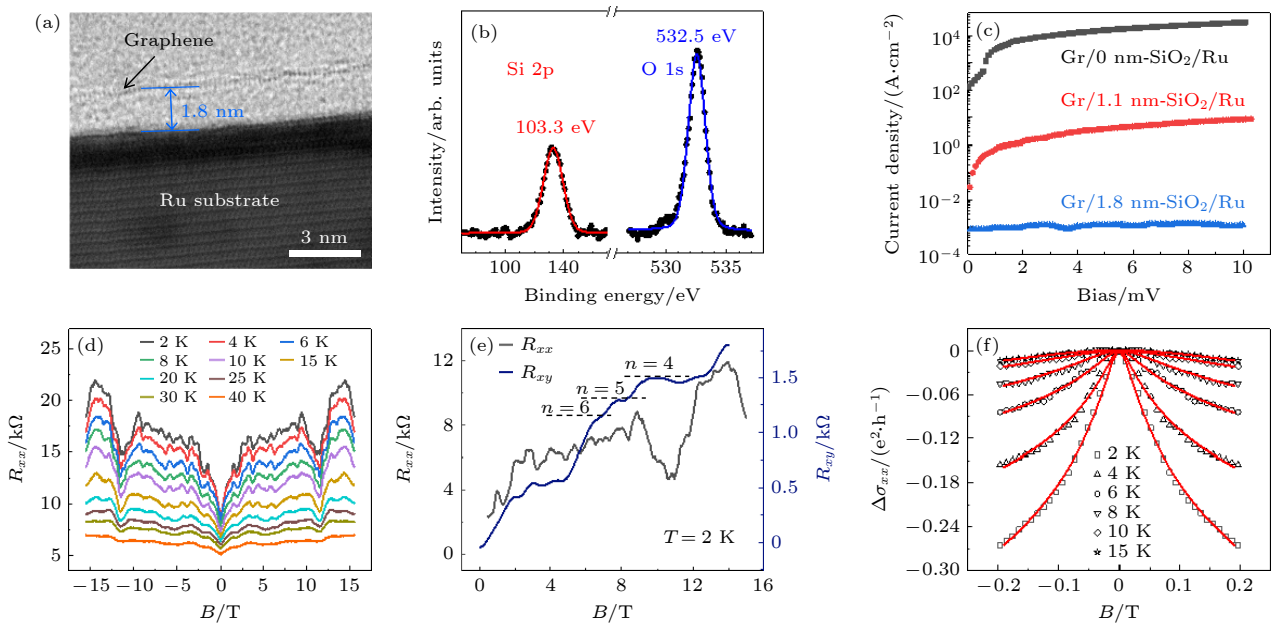 (a)
Graphene
1.8 nm
Ru substrate
3 nm
(b)
532.5 eV
Si 2p
O 1s
103.3 eV
Intensity/arb. units
100
140
530
535
Binding energy/eV
(c)
Gr/0 nm-SiO₂/Ru
Gr/1.1 nm-SiO₂/Ru
Gr/1.8 nm-SiO₂/Ru
Current density/(A·cm⁻²)
10⁴
10²
10⁰
10⁻²
10⁻⁴
0
2
4
6
8
10
Bias/mV
(d)
2 K
4 K
6 K
8 K
10 K
15 K
20 K
25 K
30 K
40 K
Rₓₓ/kΩ
25
20
15
10
5
−15
−10
−5
0
5
10
15
B/T
(e)
Rₓₓ
Rₓᵧ
n=4
n=5
n=6
T=2 K
Rₓₓ/kΩ
12
8
4
0
Rₓᵧ/kΩ
1.5
1.0
0.5
0
0
4
8
12
16
B/T
(f)
Δσₓₓ/(e²·h⁻¹)
0
−0.06
−0.12
−0.18
−0.24
−0.30
2 K
4 K
6 K
8 K
10 K
15 K
−0.2
−0.1
0
0.1
0.2
B/T